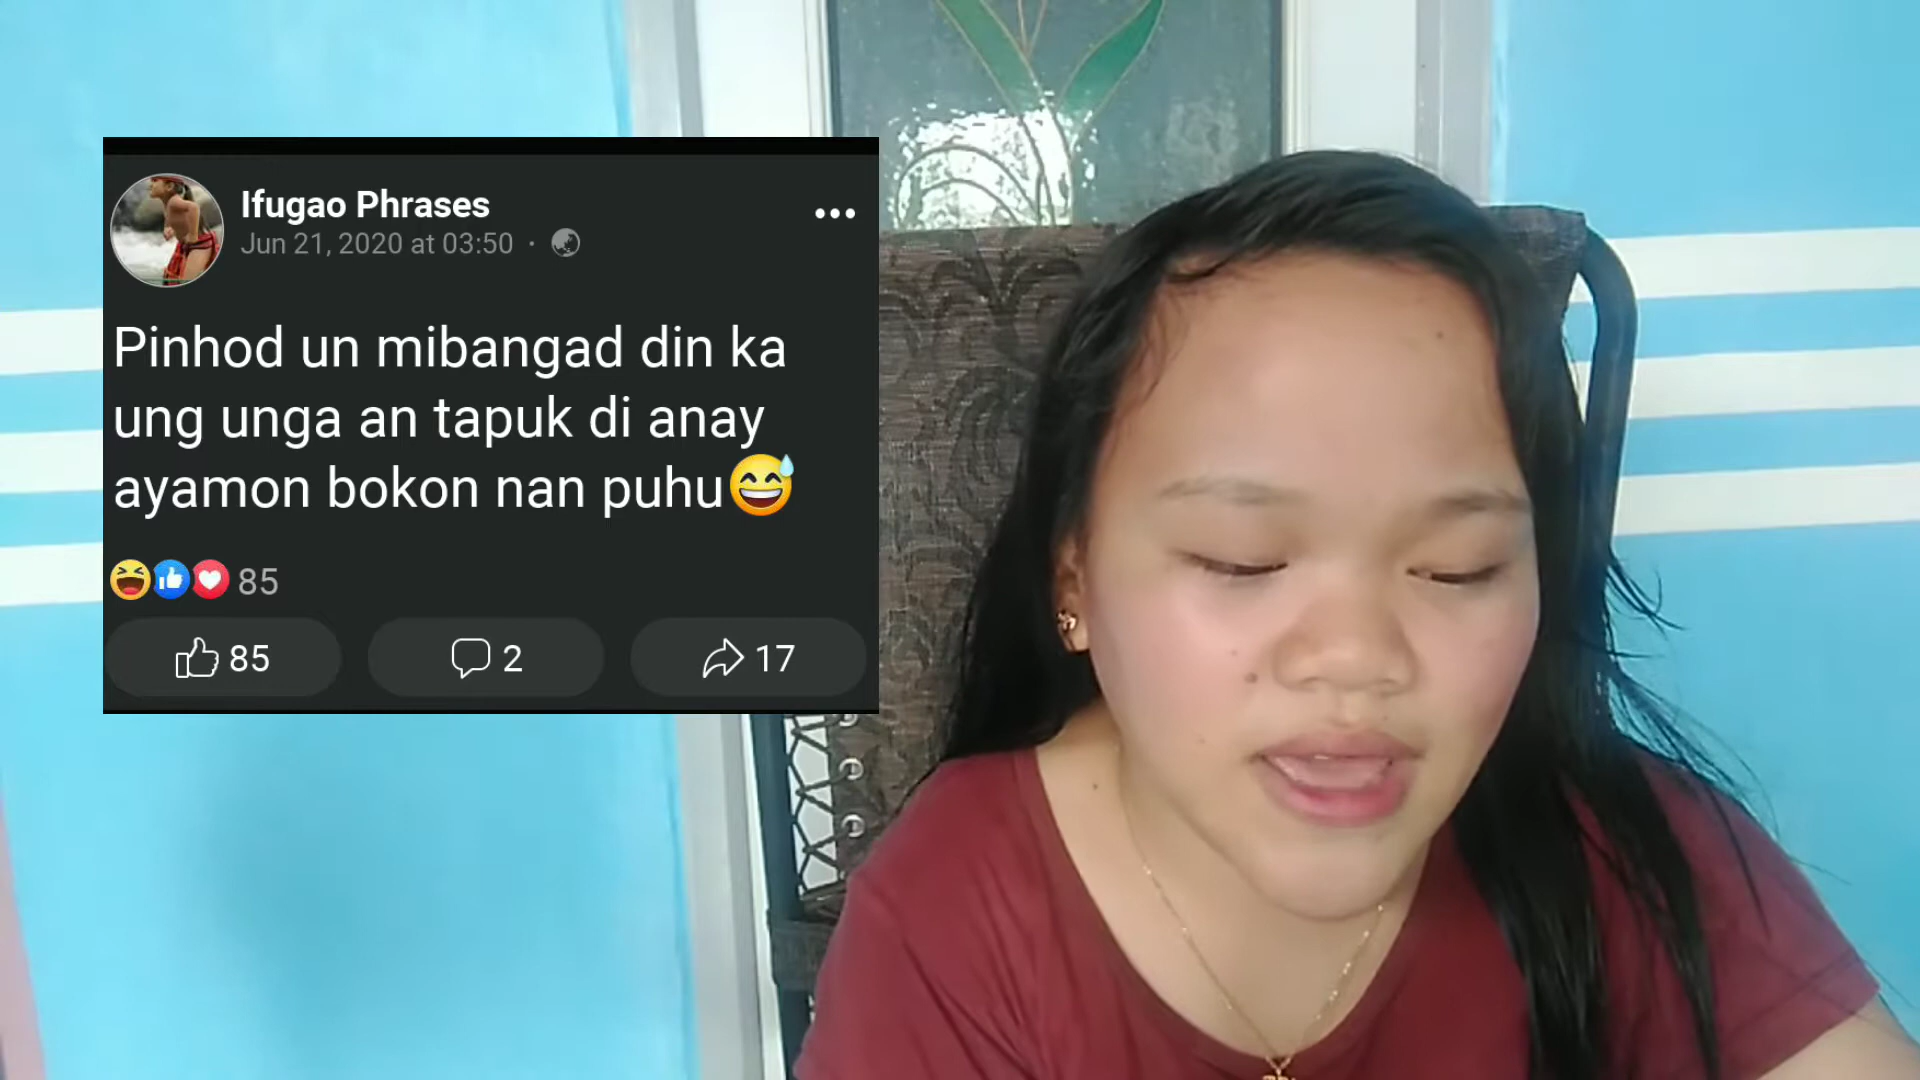 Ifugao Phrases
Jun 21, 2020 at 03:50
Pinhod un mibangad din ka
ung unga an tapuk di anay
ayamon bokon nan puhu😅
85
85
2
17